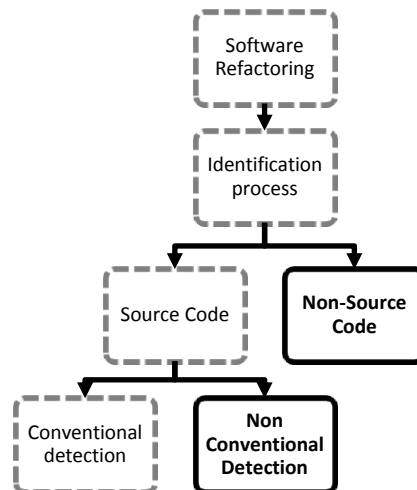 Software
Refactoring
Identification
process
Source Code
Non-Source
Code
Conventional
detection
Non
Conventional
Detection